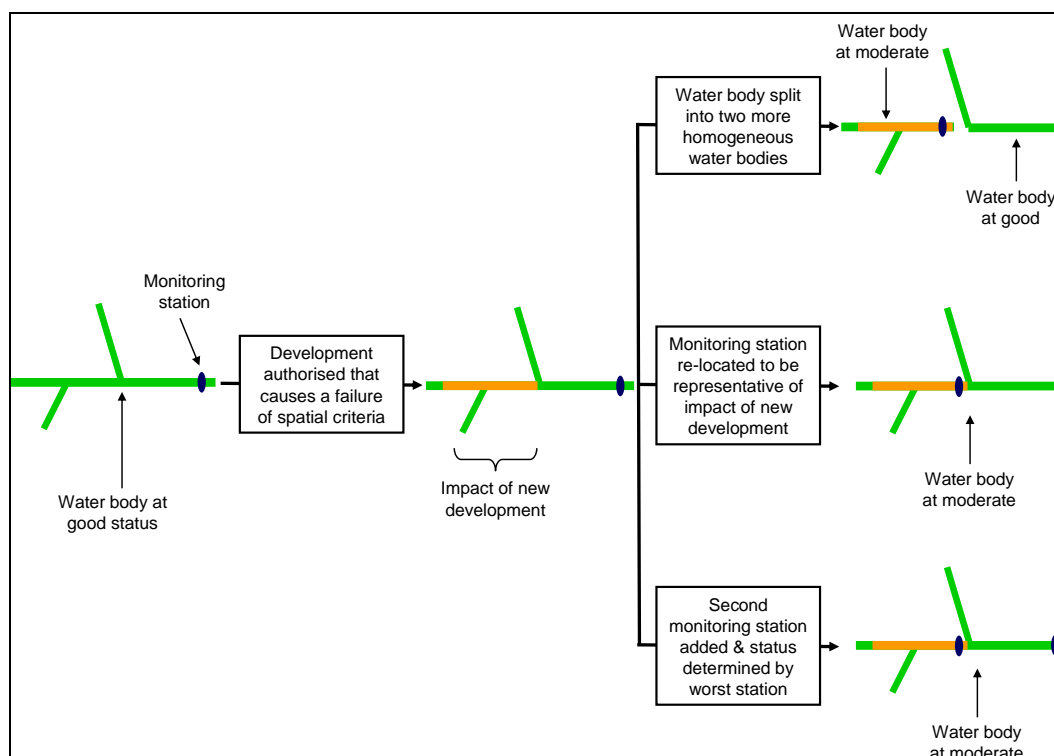 Monitoring
station
Water body at
good status
Development
authorised that
causes a failure
of spatial criteria
Impact of new
development
Water body
at moderate
Water body split
into two more
homogeneous
water bodies
Water body
at good
Monitoring station
re-located to be
representative of
impact of new
development
Water body
at moderate
Second
monitoring station
added & status
determined by
worst station
Water body
at moderate